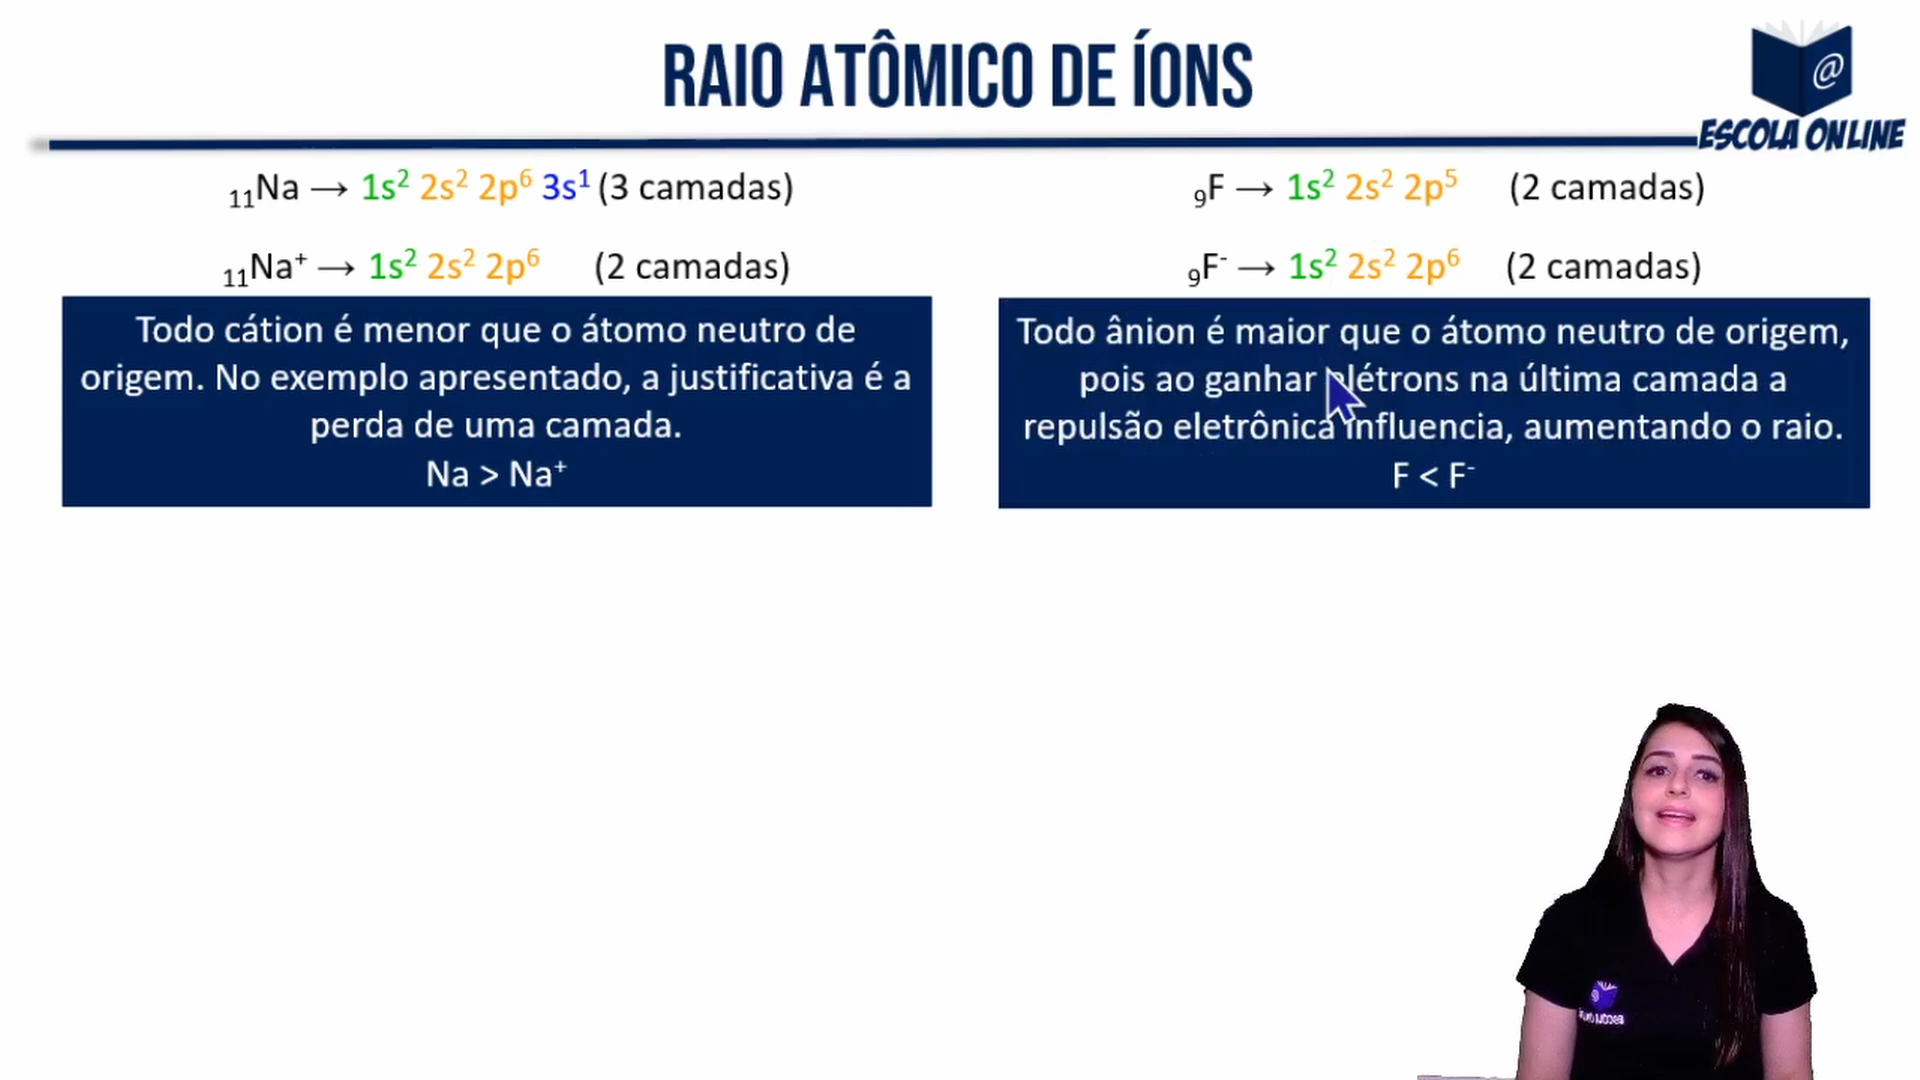 RAIO ATÔMICO DE ÍONS
@
ESCOLA ONLINE
₁₁Na → 1s² 2s² 2p⁶ 3s¹ (3 camadas)
₁₁Na⁺ → 1s² 2s² 2p⁶ (2 camadas)
Todo cátion é menor que o átomo neutro de
origem. No exemplo apresentado, a justificativa é a
perda de uma camada.
Na > Na⁺
₉F → 1s² 2s² 2p⁵ (2 camadas)
₉F⁻ → 1s² 2s² 2p⁶ (2 camadas)
Todo ânion é maior que o átomo neutro de origem,
pois ao ganhar elétrons na última camada a
repulsão eletrônica influencia, aumentando o raio.
F < F⁻